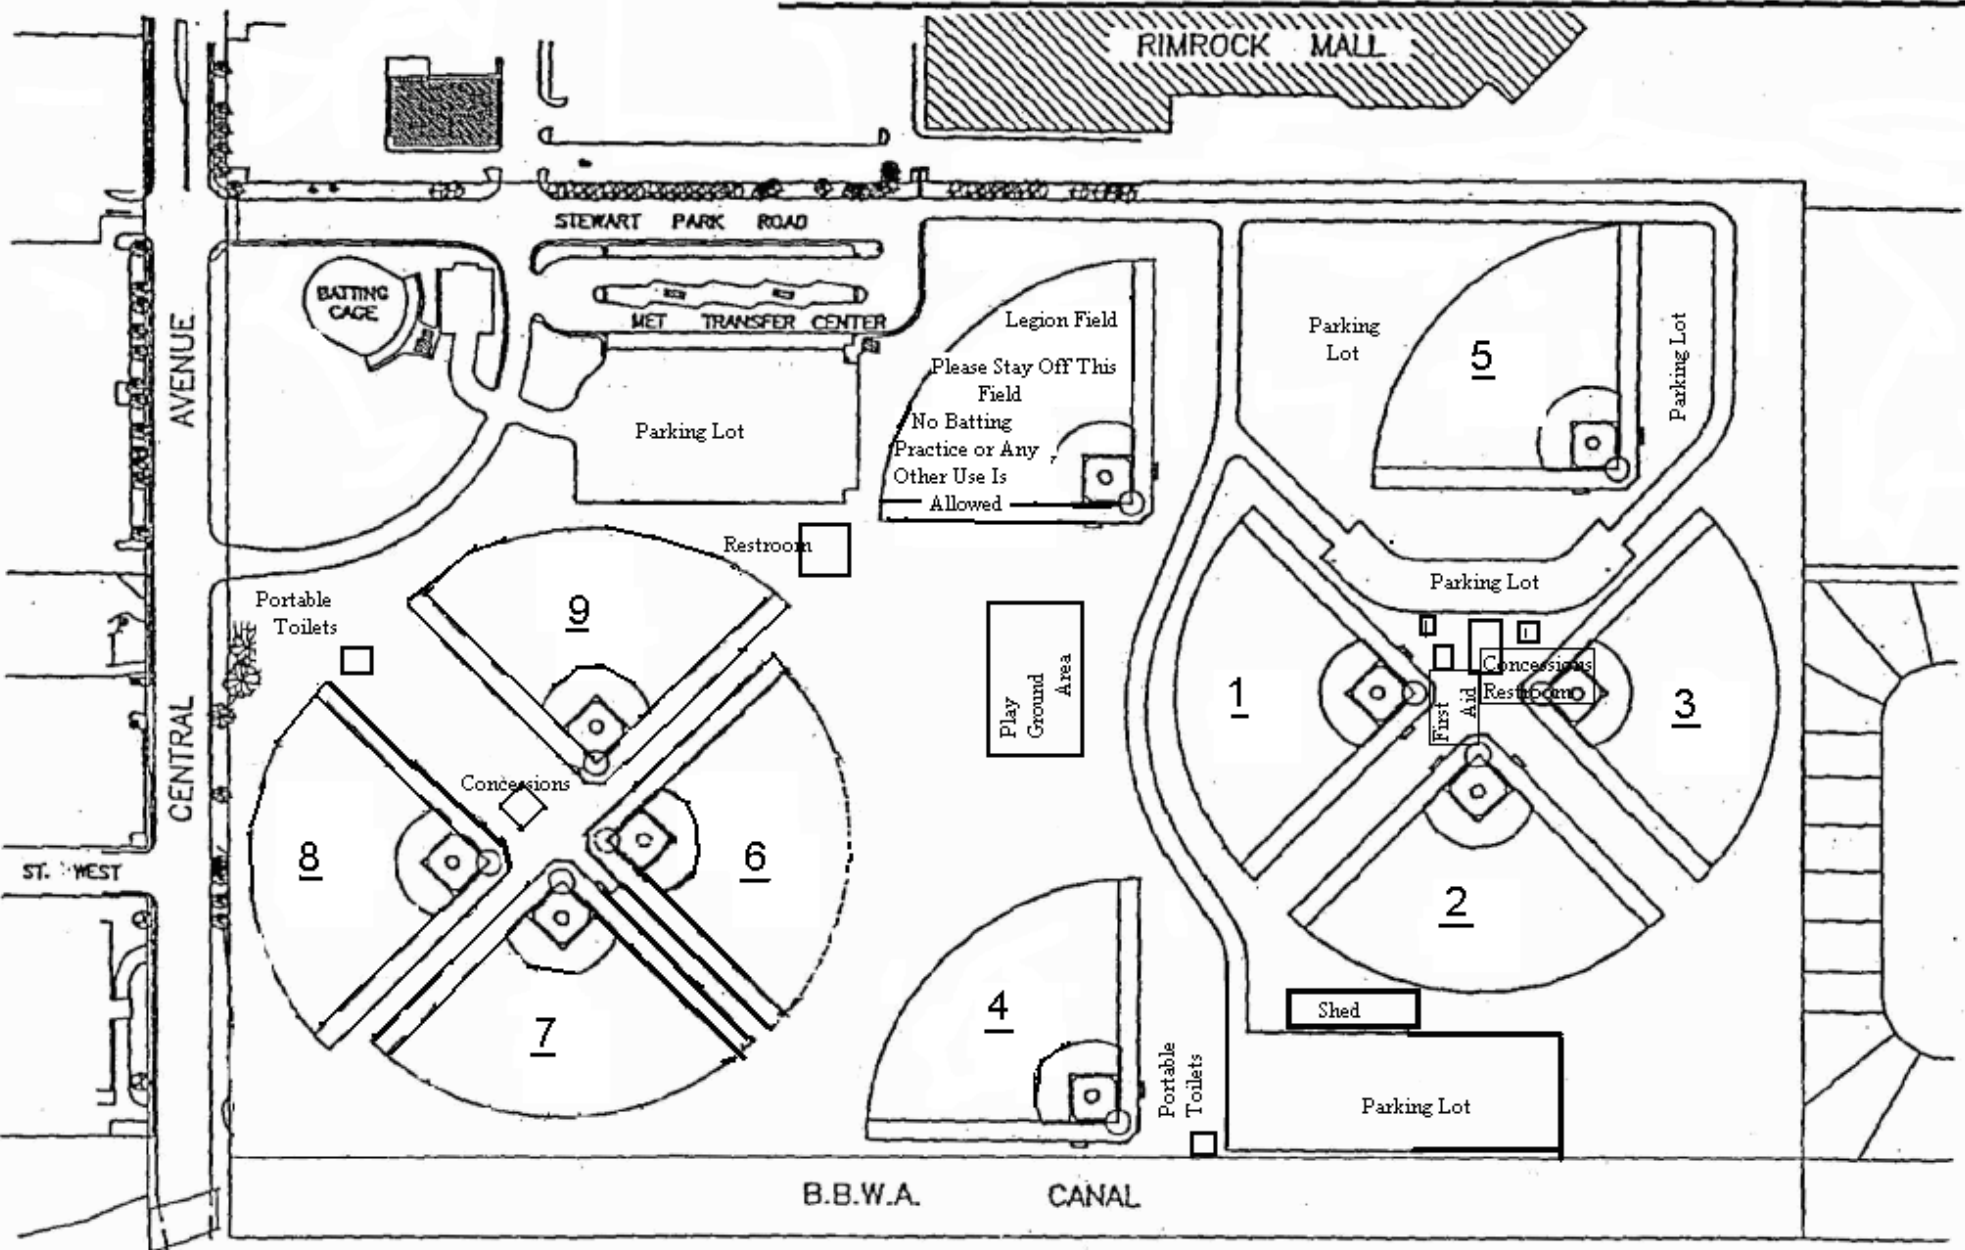 RIMROCK MALL
STEWART PARK ROAD
BATTING
CAGE
MET TRANSFER CENTER
AVENUE
CENTRAL
ST. WEST
Legion Field
Please Stay Off This
Field
No Batting
Practice or Any
Other Use Is
Allowed
Parking
Lot
5
Parking Lot
Parking Lot
Restroom
Portable
Toilets
9
Parking Lot
Play
Ground
Area
1
Concessions
Restroom
First
Aid
3
Concessions
8
6
2
7
4
Shed
Portable
Toilets
Parking Lot
B.B.W.A. CANAL